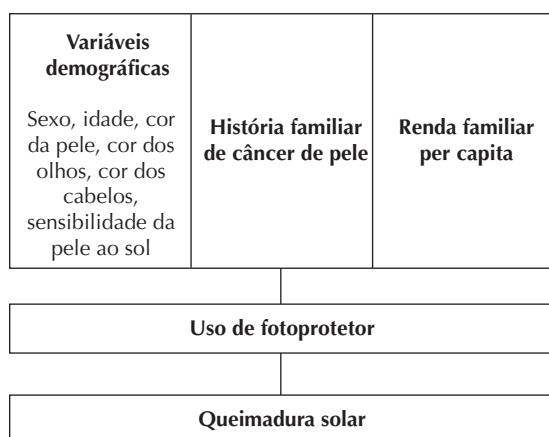 Variáveis
demográficas
Sexo, idade, cor
da pele, cor dos
olhos, cor dos
cabelos,
sensibilidade da
pele ao sol
História familiar
de câncer de pele
Renda familiar
per capita
Uso de fotoprotetor
Queimadura solar